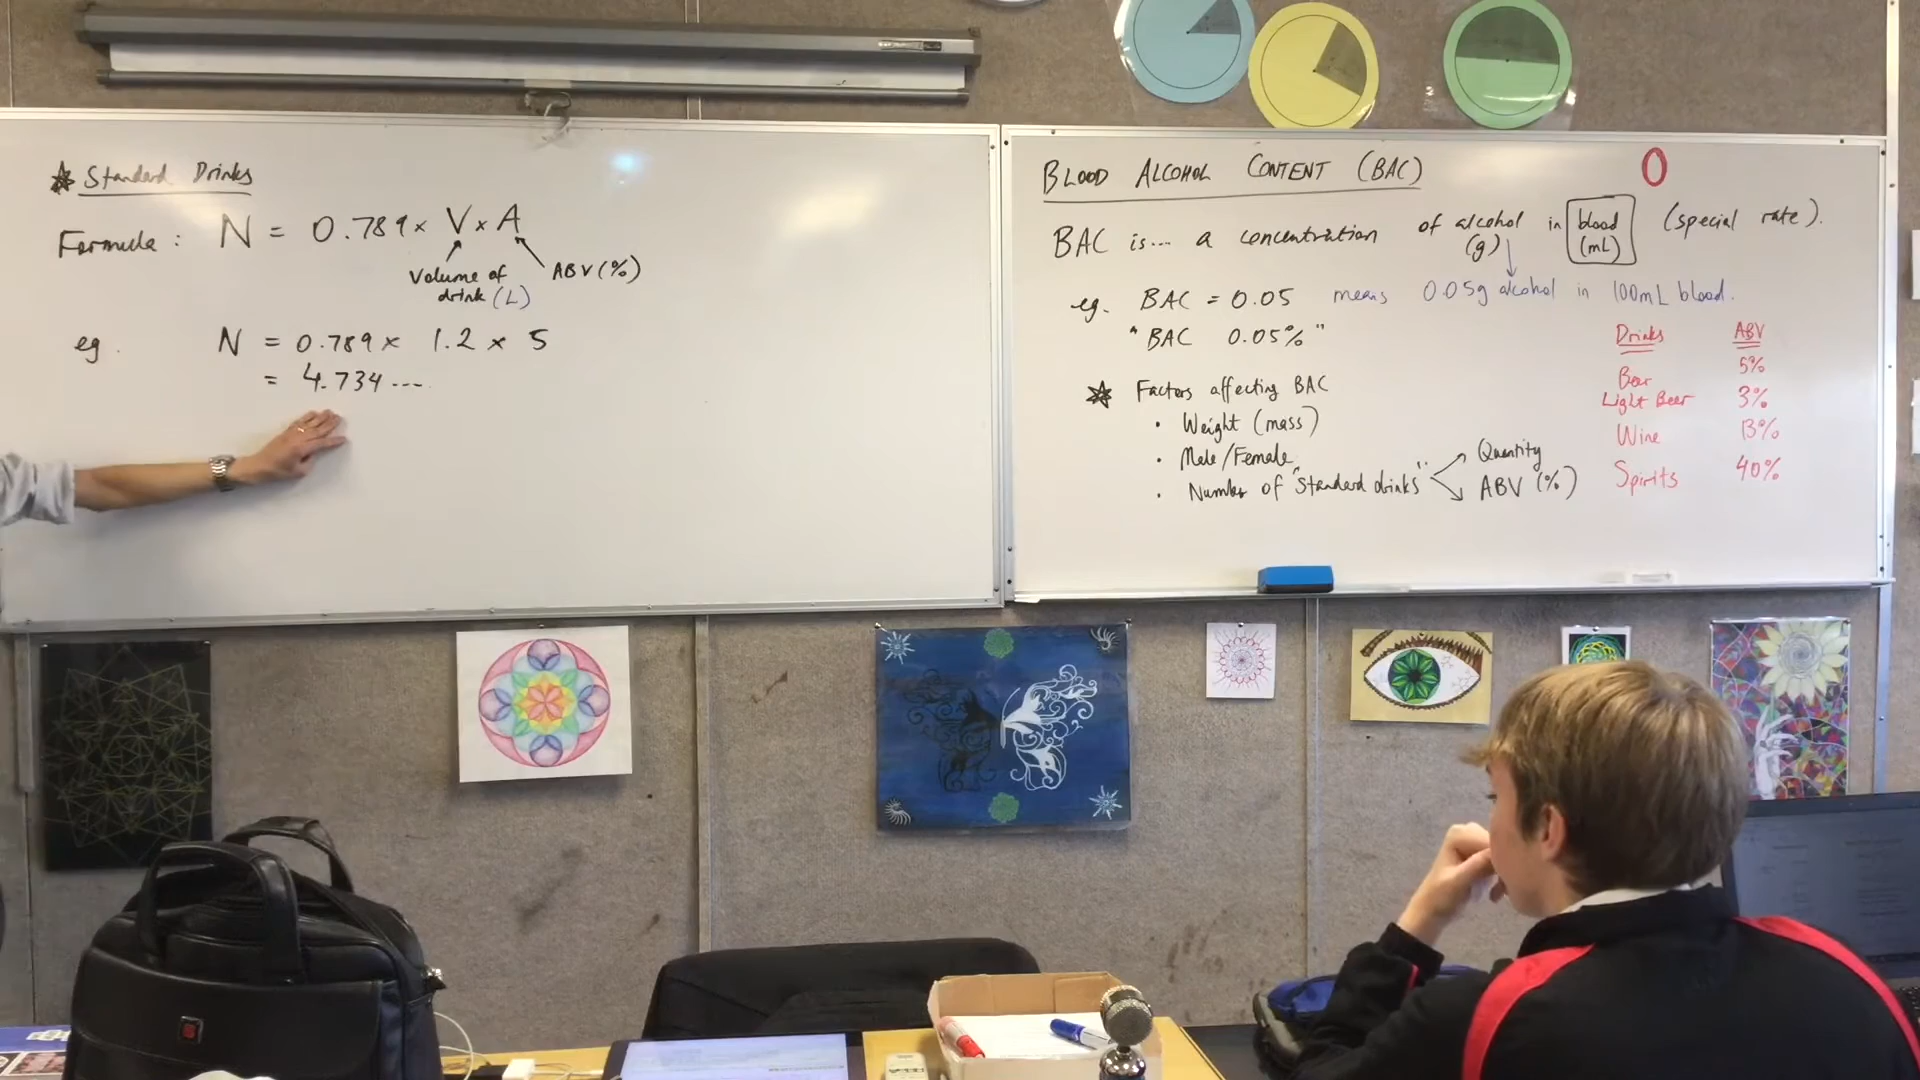 * Standard Drinks
Formula : N = 0.789 × V × A
Volume of drink (L)
ABV (%)
eg. N = 0.789 × 1.2 × 5
= 4.734 ....
BLOOD ALCOHOL CONTENT (BAC)
O
BAC is... a concentration of alcohol (g) in blood (mL) (special rate).
eg. BAC = 0.05 means 0.05g alcohol in 100mL blood.
"BAC 0.05%"
* Factors affecting BAC
• Weight (mass)
• Male/Female
• Number of "standard drinks"
Quantity
ABV (%)
Drinks ABV
Beer 5%
Light Beer 3%
Wine 13%
Spirits 40%